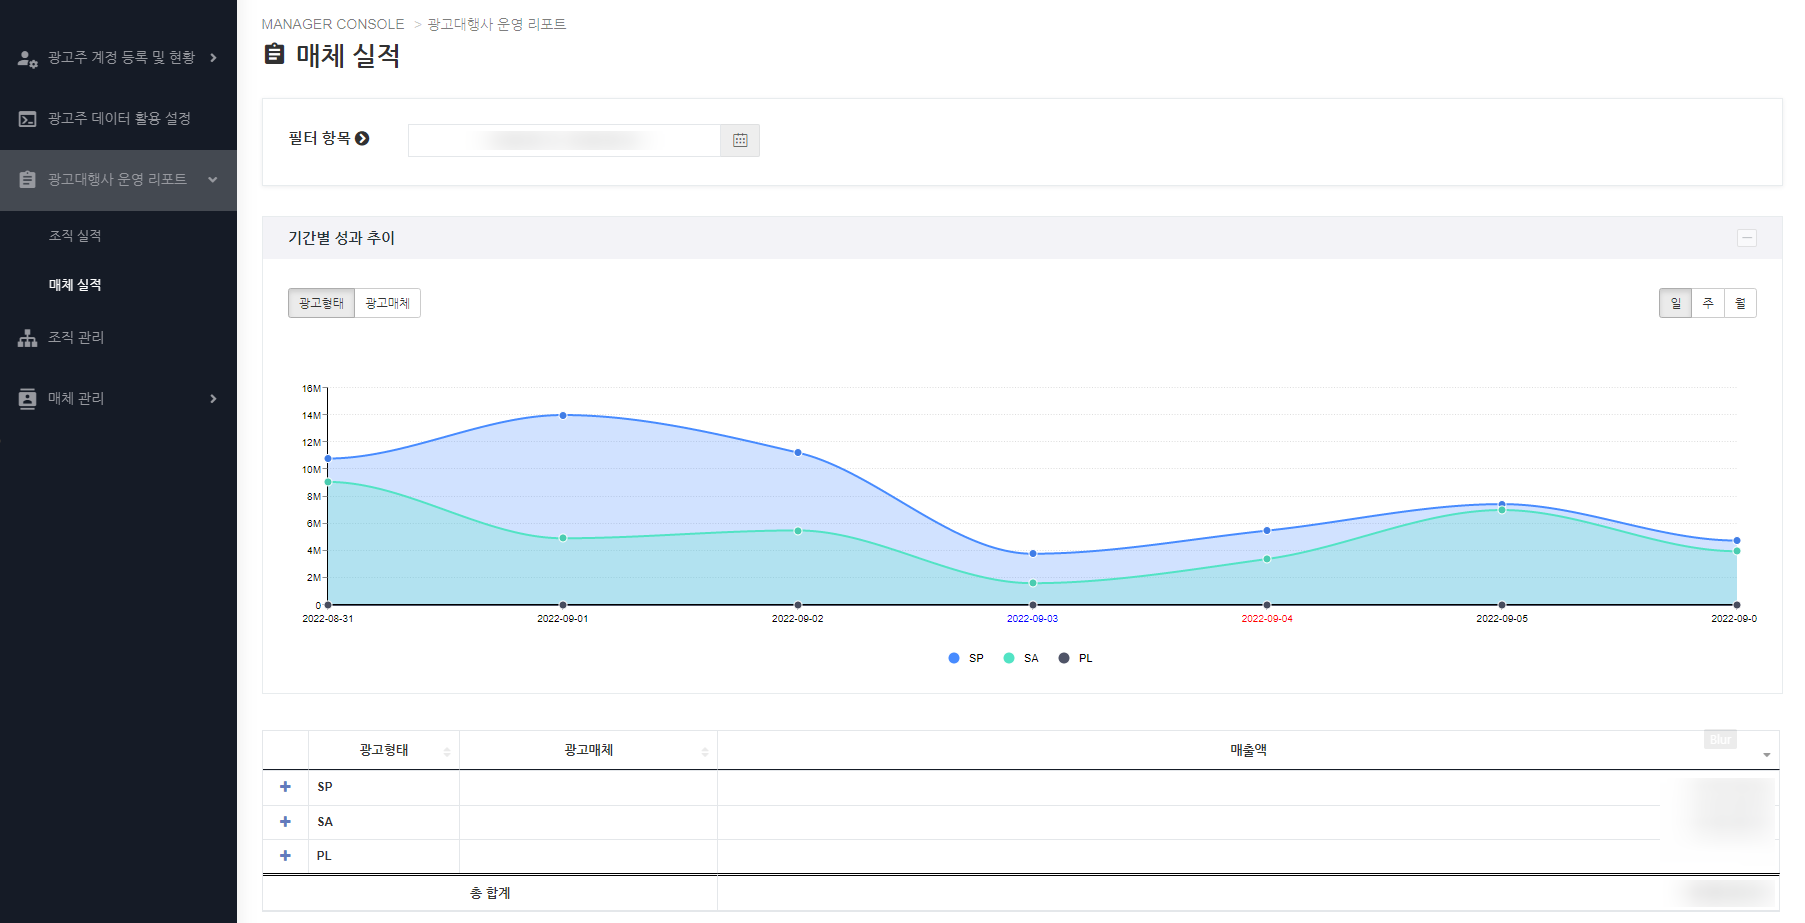 광고주 계정 등록 및 현황
광고주 데이터 활용 설정
광고대행사 운영 리포트
조직 실적
매체 실적
조직 관리
매체 관리
MANAGER CONSOLE > 광고대행사 운영 리포트
매체 실적
필터 항목
기간별 성과 추이
광고형태 광고매체
일 주 월
16M
14M
12M
10M
8M
6M
4M
2M
0
2022-08-31 2022-09-01 2022-09-02 2022-09-03 2022-09-04 2022-09-05 2022-09-0
SP SA PL
Blur
광고형태 광고매체 매출액
SP
SA
PL
총 합계